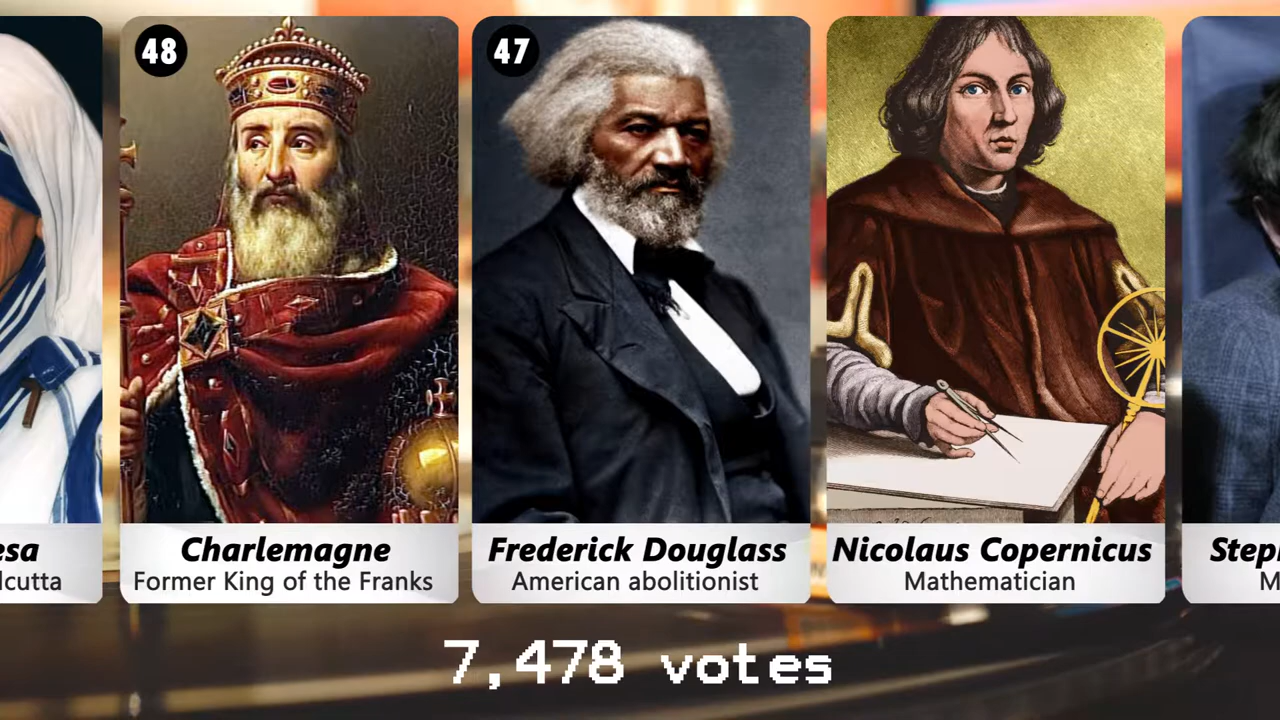 48
47
esa
lcutta
Charlemagne
Former King of the Franks
Frederick Douglass
American abolitionist
Nicolaus Copernicus
Mathematician
Step
M
7,478 votes